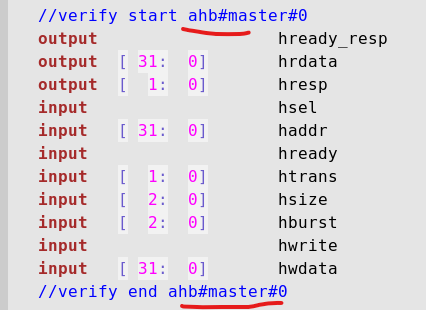 //verify start ahb#master#0
output hready_resp
output [ 31: 0] hrdata
output [ 1: 0] hresp
input hsel
input [ 31: 0] haddr
input hready
input [ 1: 0] htrans
input [ 2: 0] hsize
input [ 2: 0] hburst
input hwrite
input [ 31: 0] hwdata
//verify end ahb#master#0